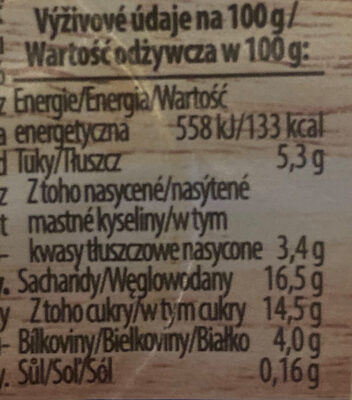 Výživové údaje na 100 g/
Wartość odżywcza w 100 g:
Energie/Energia/Wartość
energetyczna 558 kJ/133 kcal
Tuky/Tłuszcz 5,3 g
Z toho nasycené/nasýtené
mastné kyseliny/w tym
kwasy tłuszczowe nasycone 3,4 g
Sacharidy/Węglowodany 16,5 g
Z toho cukry/w tym cukry 14,5 g
Bílkoviny/Bielkoviny/Białko 4,0 g
Sůl/Soľ/Sól 0,16 g